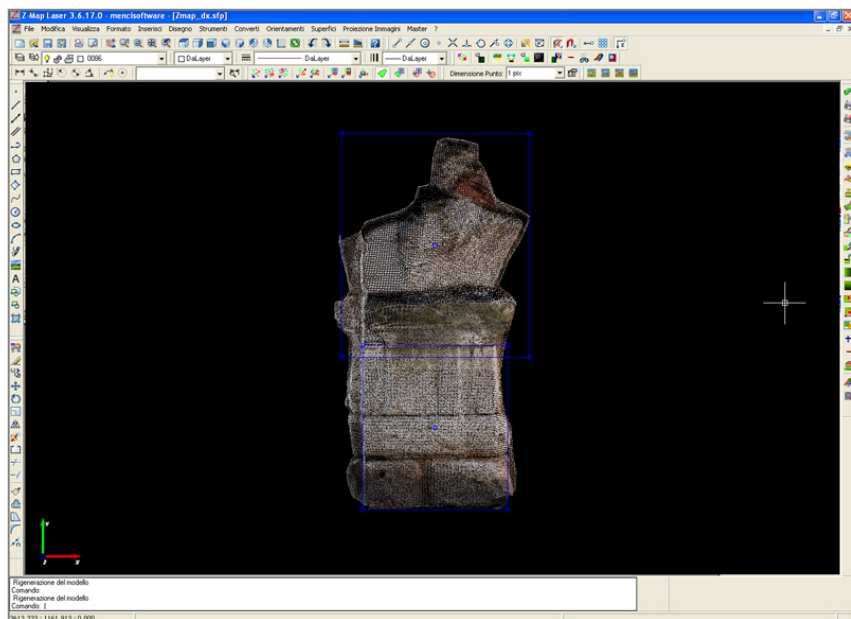 Z-Map Laser 3.6.17.0 - mencisoftware - [Zmap_dx.sfp]
File Modifica Visualizza Formato Inserisci Disegno Strumenti Converti Orientamenti Superfici Proiezione Immagini Master ?
0086 DaLayer DaLayer DaLayer
Dimensione Punto: 1 pix
A
Y
Z X
Rigenerazione del modello
Comando:
Rigenerazione del modello
Comando: